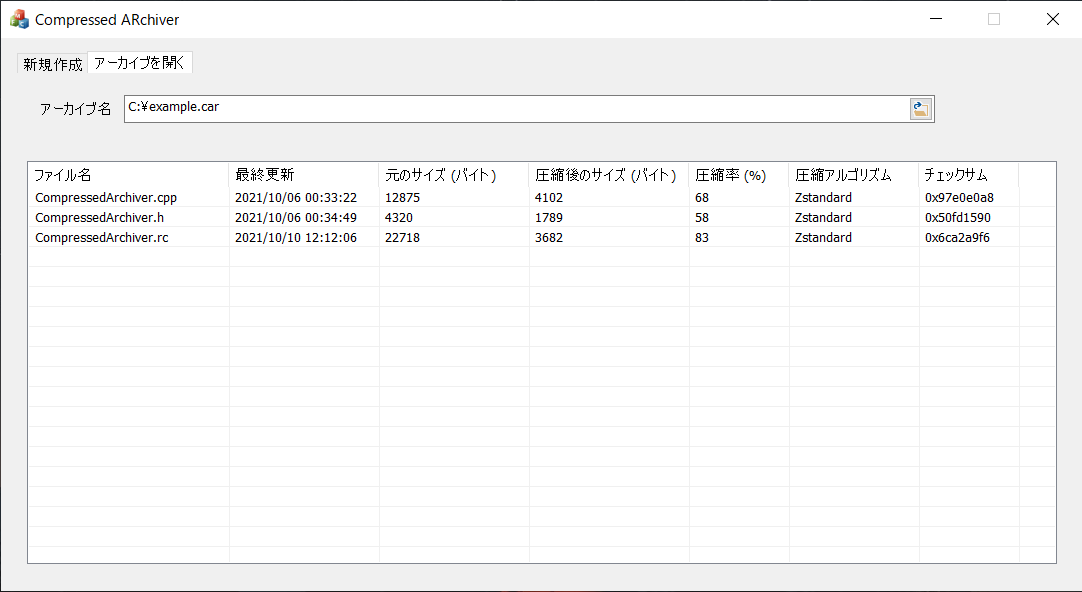 Compressed ARchiver
新規作成 アーカイブを開く
アーカイブ名 C:¥example.car
ファイル名 最終更新 元のサイズ (バイト) 圧縮後のサイズ (バイト) 圧縮率 (%) 圧縮アルゴリズム チェックサム
CompressedArchiver.cpp 2021/10/06 00:33:22 12875 4102 68 Zstandard 0x97e0e0a8
CompressedArchiver.h 2021/10/06 00:34:49 4320 1789 58 Zstandard 0x50fd1590
CompressedArchiver.rc 2021/10/10 12:12:06 22718 3682 83 Zstandard 0x6ca2a9f6